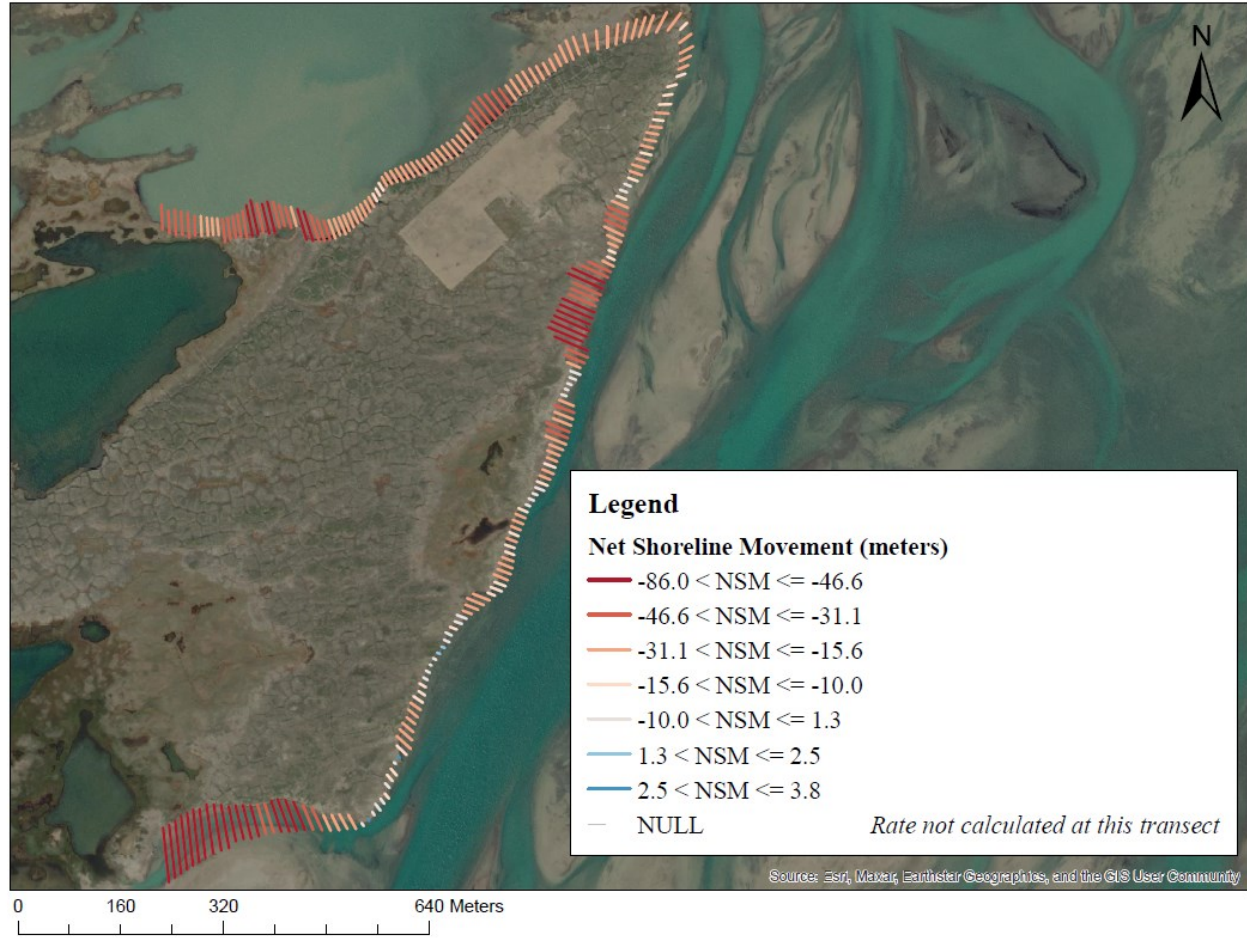 N
Legend
Net Shoreline Movement (meters)
-86.0 < NSM <= -46.6
-46.6 < NSM <= -31.1
-31.1 < NSM <= -15.6
-15.6 < NSM <= -10.0
-10.0 < NSM <= 1.3
1.3 < NSM <= 2.5
2.5 < NSM <= 3.8
NULL Rate not calculated at this transect
Source: Esri, Maxar, Earthstar Geographics, and the GIS User Community
0 160 320 640 Meters